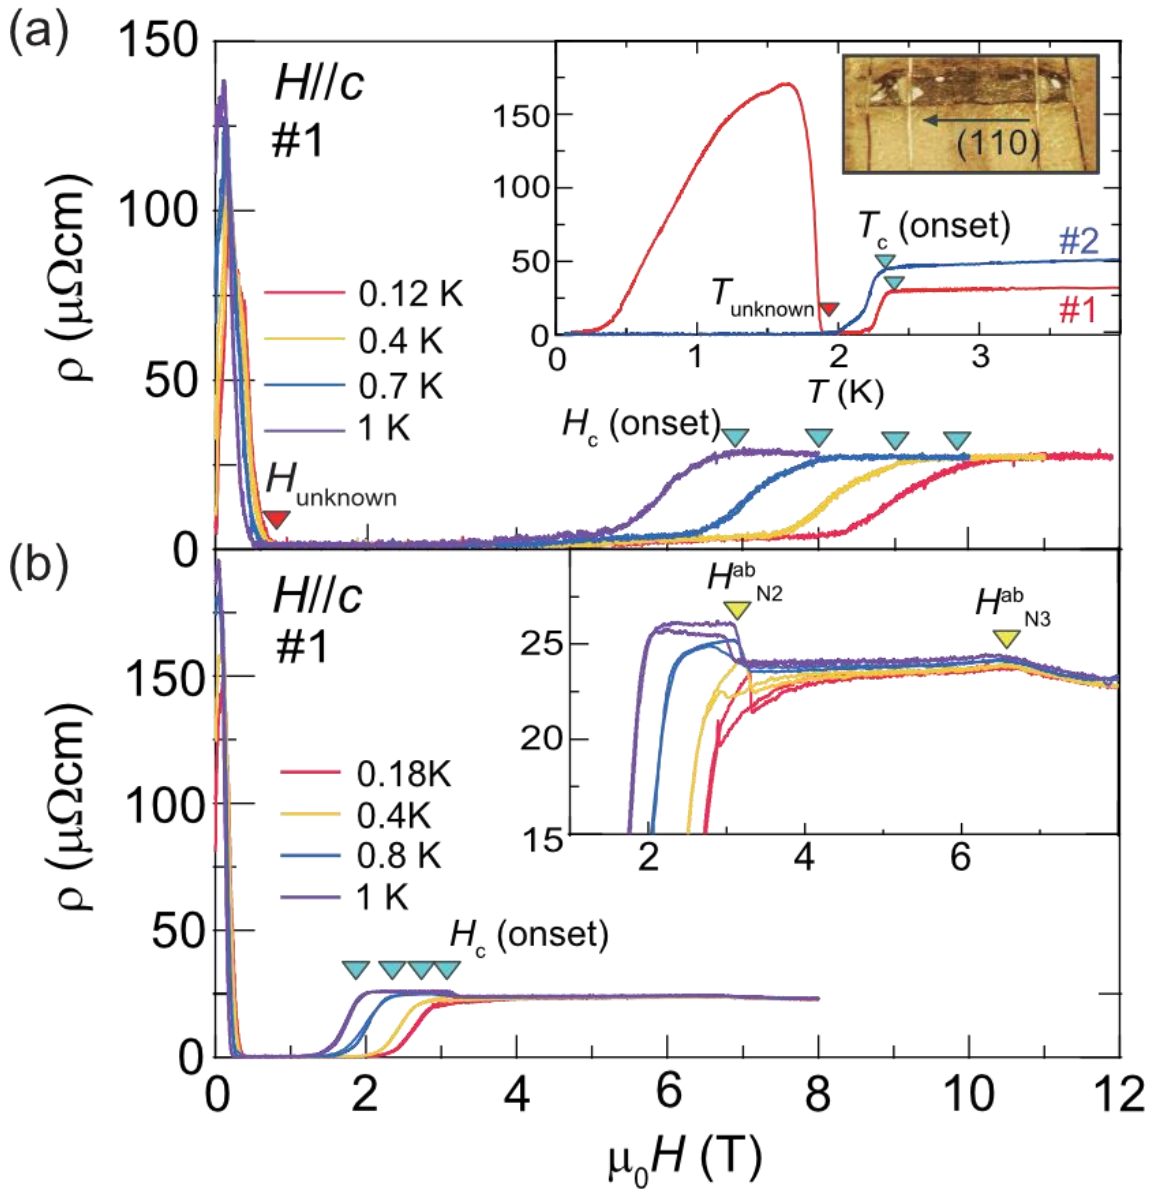 (a)
150
100
50
0
ρ (μΩcm)
H//c
#1
0.12 K
0.4 K
0.7 K
1 K
H unknown
H_c (onset)
150
100
50
0
0 1 2 3
T (K)
(110)
T_c (onset)
#2
#1
T unknown
(b)
150
100
50
0
ρ (μΩcm)
H//c
#1
0.18K
0.4K
0.8 K
1 K
H_c (onset)
25
20
15
2 4 6
H^ab_N2
H^ab_N3
0 2 4 6 8 10 12
μ₀H (T)